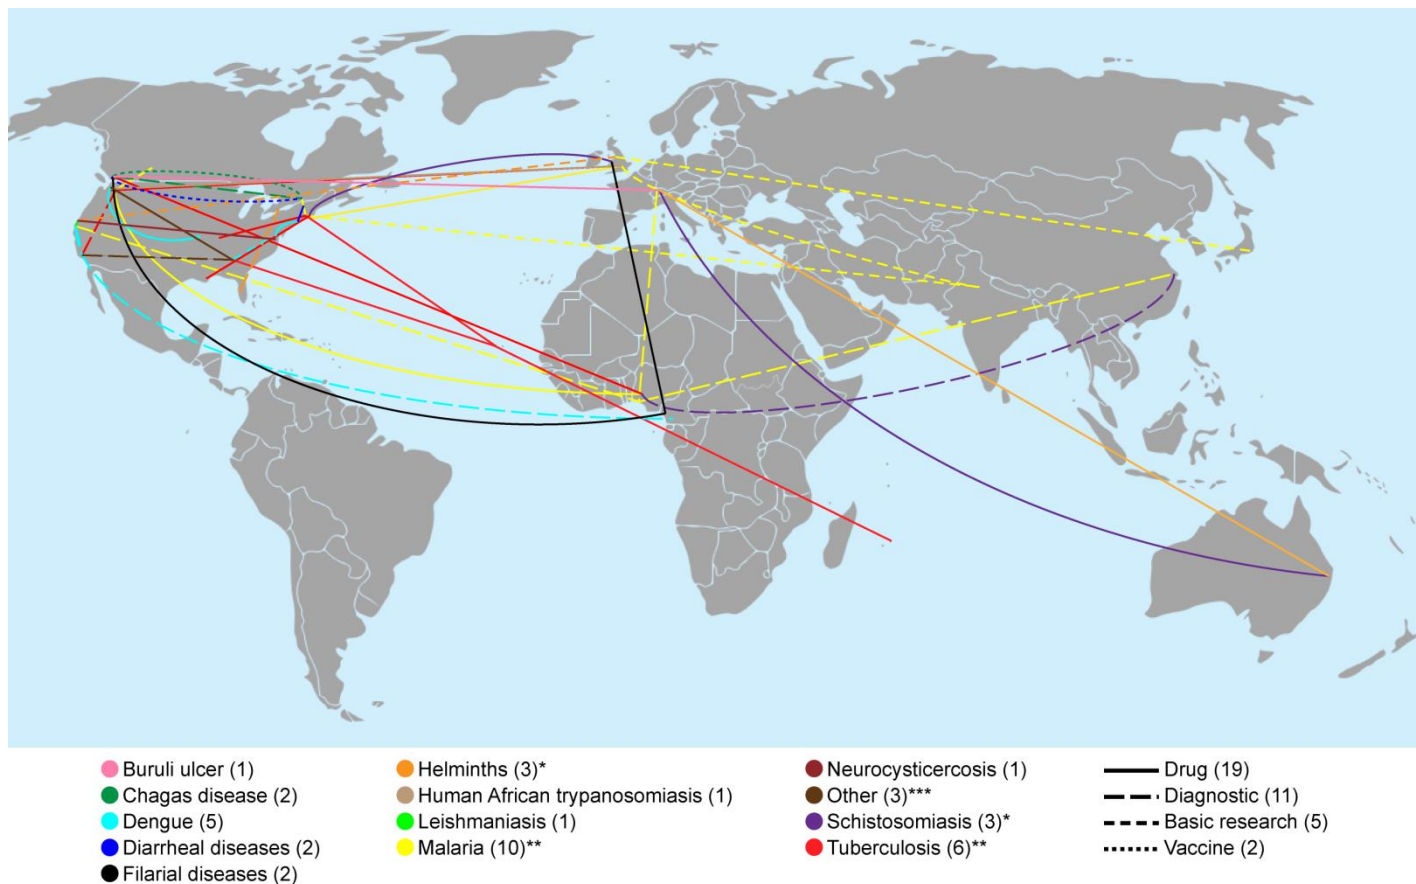 Buruli ulcer (1)
Chagas disease (2)
Dengue (5)
Diarrheal diseases (2)
Filarial diseases (2)
Helminths (3)*
Human African trypanosomiasis (1)
Leishmaniasis (1)
Malaria (10)**
Neurocysticercosis (1)
Other (3)***
Schistosomiasis (3)*
Tuberculosis (6)**
Drug (19)
Diagnostic (11)
Basic research (5)
Vaccine (2)